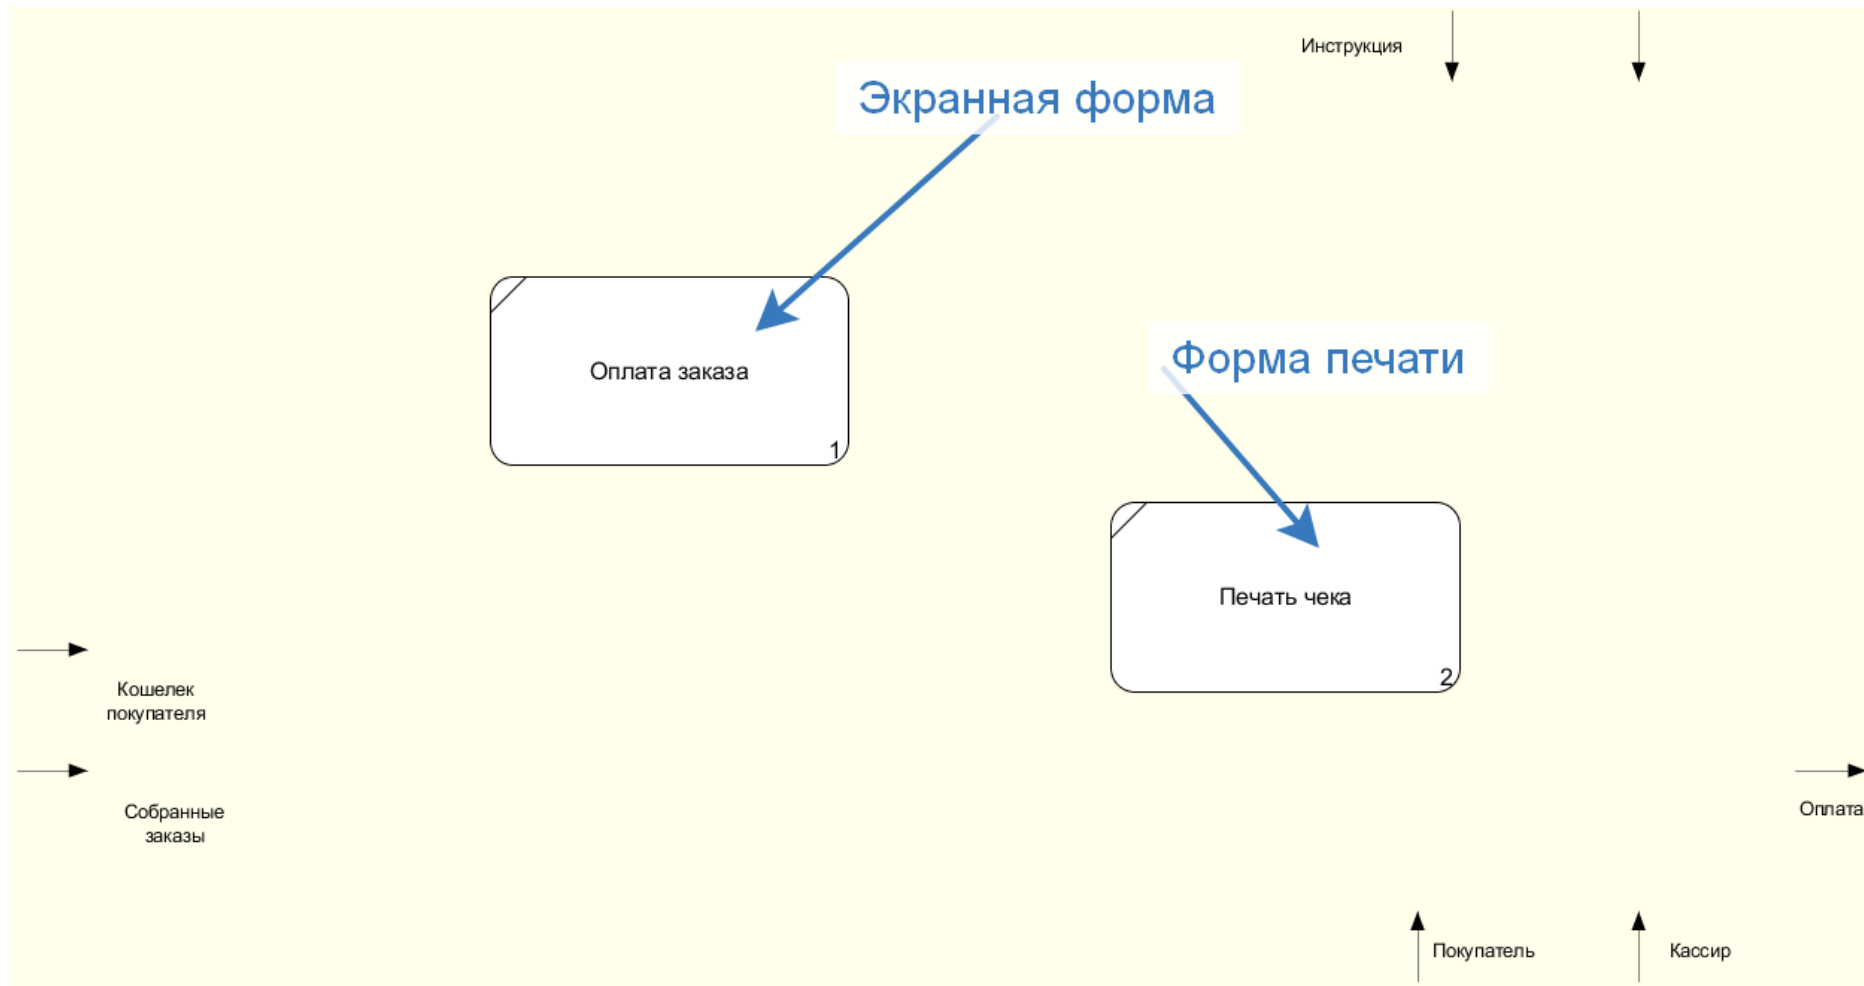 Инструкция
Экранная форма
Форма печати
Оплата заказа
1
Печать чека
2
Кошелек
покупателя
Собранные
заказы
Оплата
Покупатель
Кассир